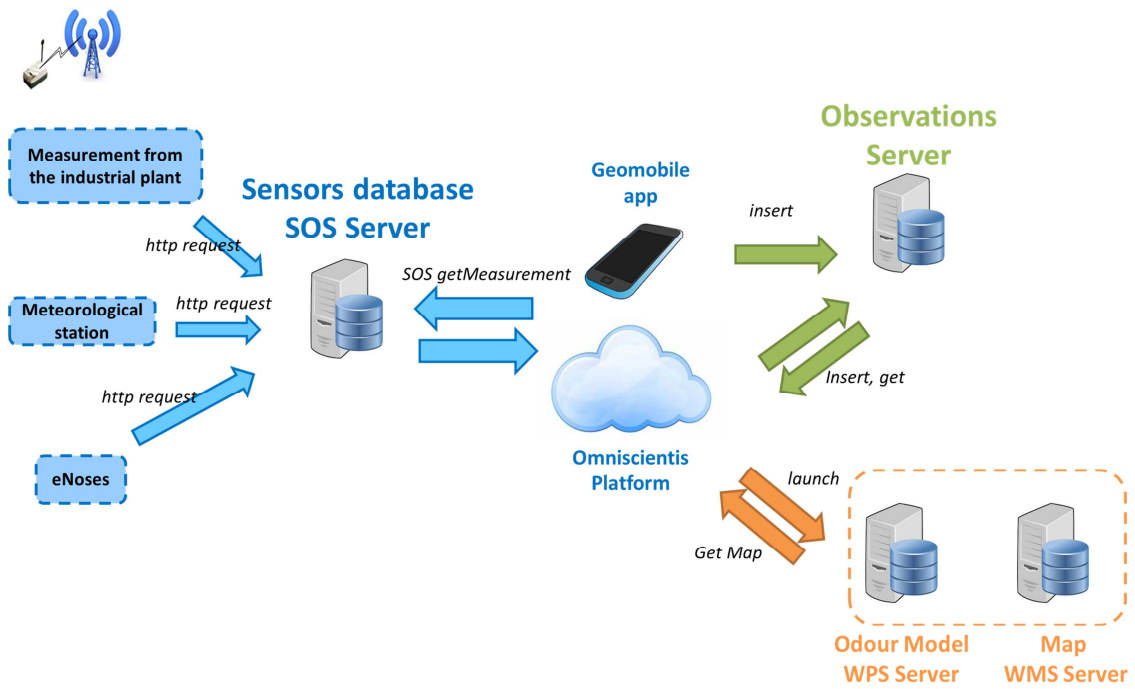 Measurement from
the industrial plant
http request
Meteorological
station
http request
http request
eNoses
Sensors database
SOS Server
SOS getMeasurement
Geomobile
app
Omniscientis
Platform
insert
Observations
Server
Insert, get
launch
Get Map
Odour Model
WPS Server
Map
WMS Server